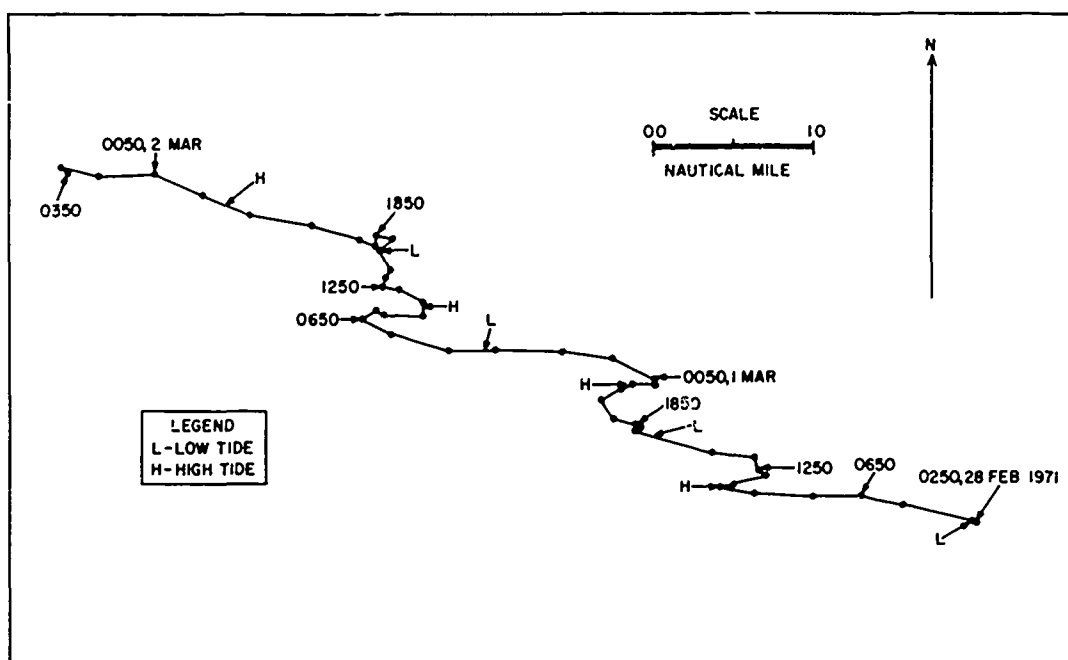 N
SCALE
00 10
NAUTICAL MILE
0050, 2 MAR
H
1850
0350
L
1250
H
0650
L
0050, 1 MAR
H
1850
L
LEGEND
L-LOW TIDE
H-HIGH TIDE
1250
0650
0250, 28 FEB 1971
H
L